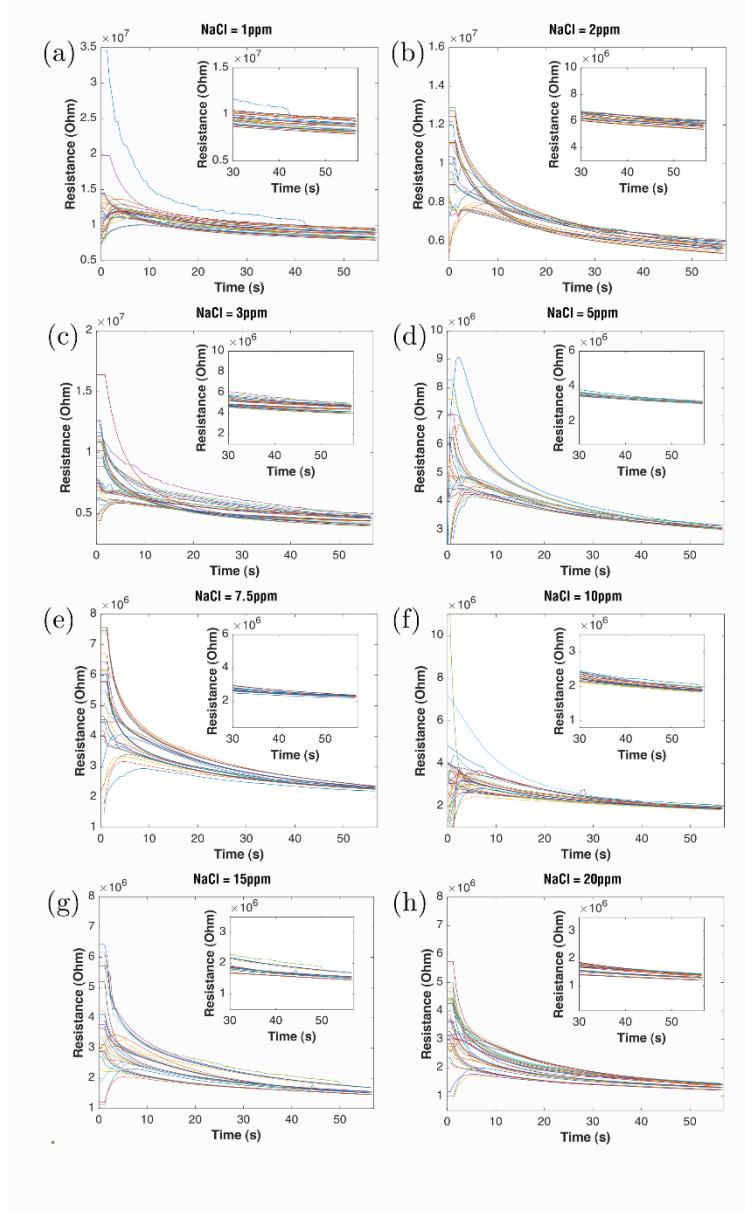 (a)
NaCl = 1ppm
×10^7
3.5
3
2.5
2
1.5
1
0.5
Resistance (Ohm)
0 10 20 30 40 50
Time (s)
×10^7
1.5
1
0.5
Resistance (Ohm)
30 40 50
Time (s)
(b)
NaCl = 2ppm
×10^7
1.6
1.4
1.2
1
0.8
0.6
Resistance (Ohm)
0 10 20 30 40 50
Time (s)
×10^6
10
8
6
4
Resistance (Ohm)
30 40 50
Time (s)
(c)
NaCl = 3ppm
×10^7
2
1.5
1
0.5
Resistance (Ohm)
0 10 20 30 40 50
Time (s)
×10^6
10
8
6
4
2
Resistance (Ohm)
30 40 50
Time (s)
(d)
NaCl = 5ppm
×10^6
10
9
8
7
6
5
4
3
Resistance (Ohm)
0 10 20 30 40 50
Time (s)
×10^6
6
4
2
Resistance (Ohm)
30 40 50
Time (s)
(e)
NaCl = 7.5ppm
×10^6
8
7
6
5
4
3
2
1
Resistance (Ohm)
0 10 20 30 40 50
Time (s)
×10^6
6
4
2
Resistance (Ohm)
30 40 50
Time (s)
(f)
NaCl = 10ppm
×10^6
10
8
6
4
2
Resistance (Ohm)
0 10 20 30 40 50
Time (s)
×10^6
3
2
1
Resistance (Ohm)
30 40 50
Time (s)
(g)
NaCl = 15ppm
×10^6
8
7
6
5
4
3
2
1
Resistance (Ohm)
0 10 20 30 40 50
Time (s)
×10^6
3
2
1
Resistance (Ohm)
30 40 50
Time (s)
(h)
NaCl = 20ppm
×10^6
8
7
6
5
4
3
2
1
Resistance (Ohm)
0 10 20 30 40 50
Time (s)
×10^6
3
2
1
Resistance (Ohm)
30 40 50
Time (s)